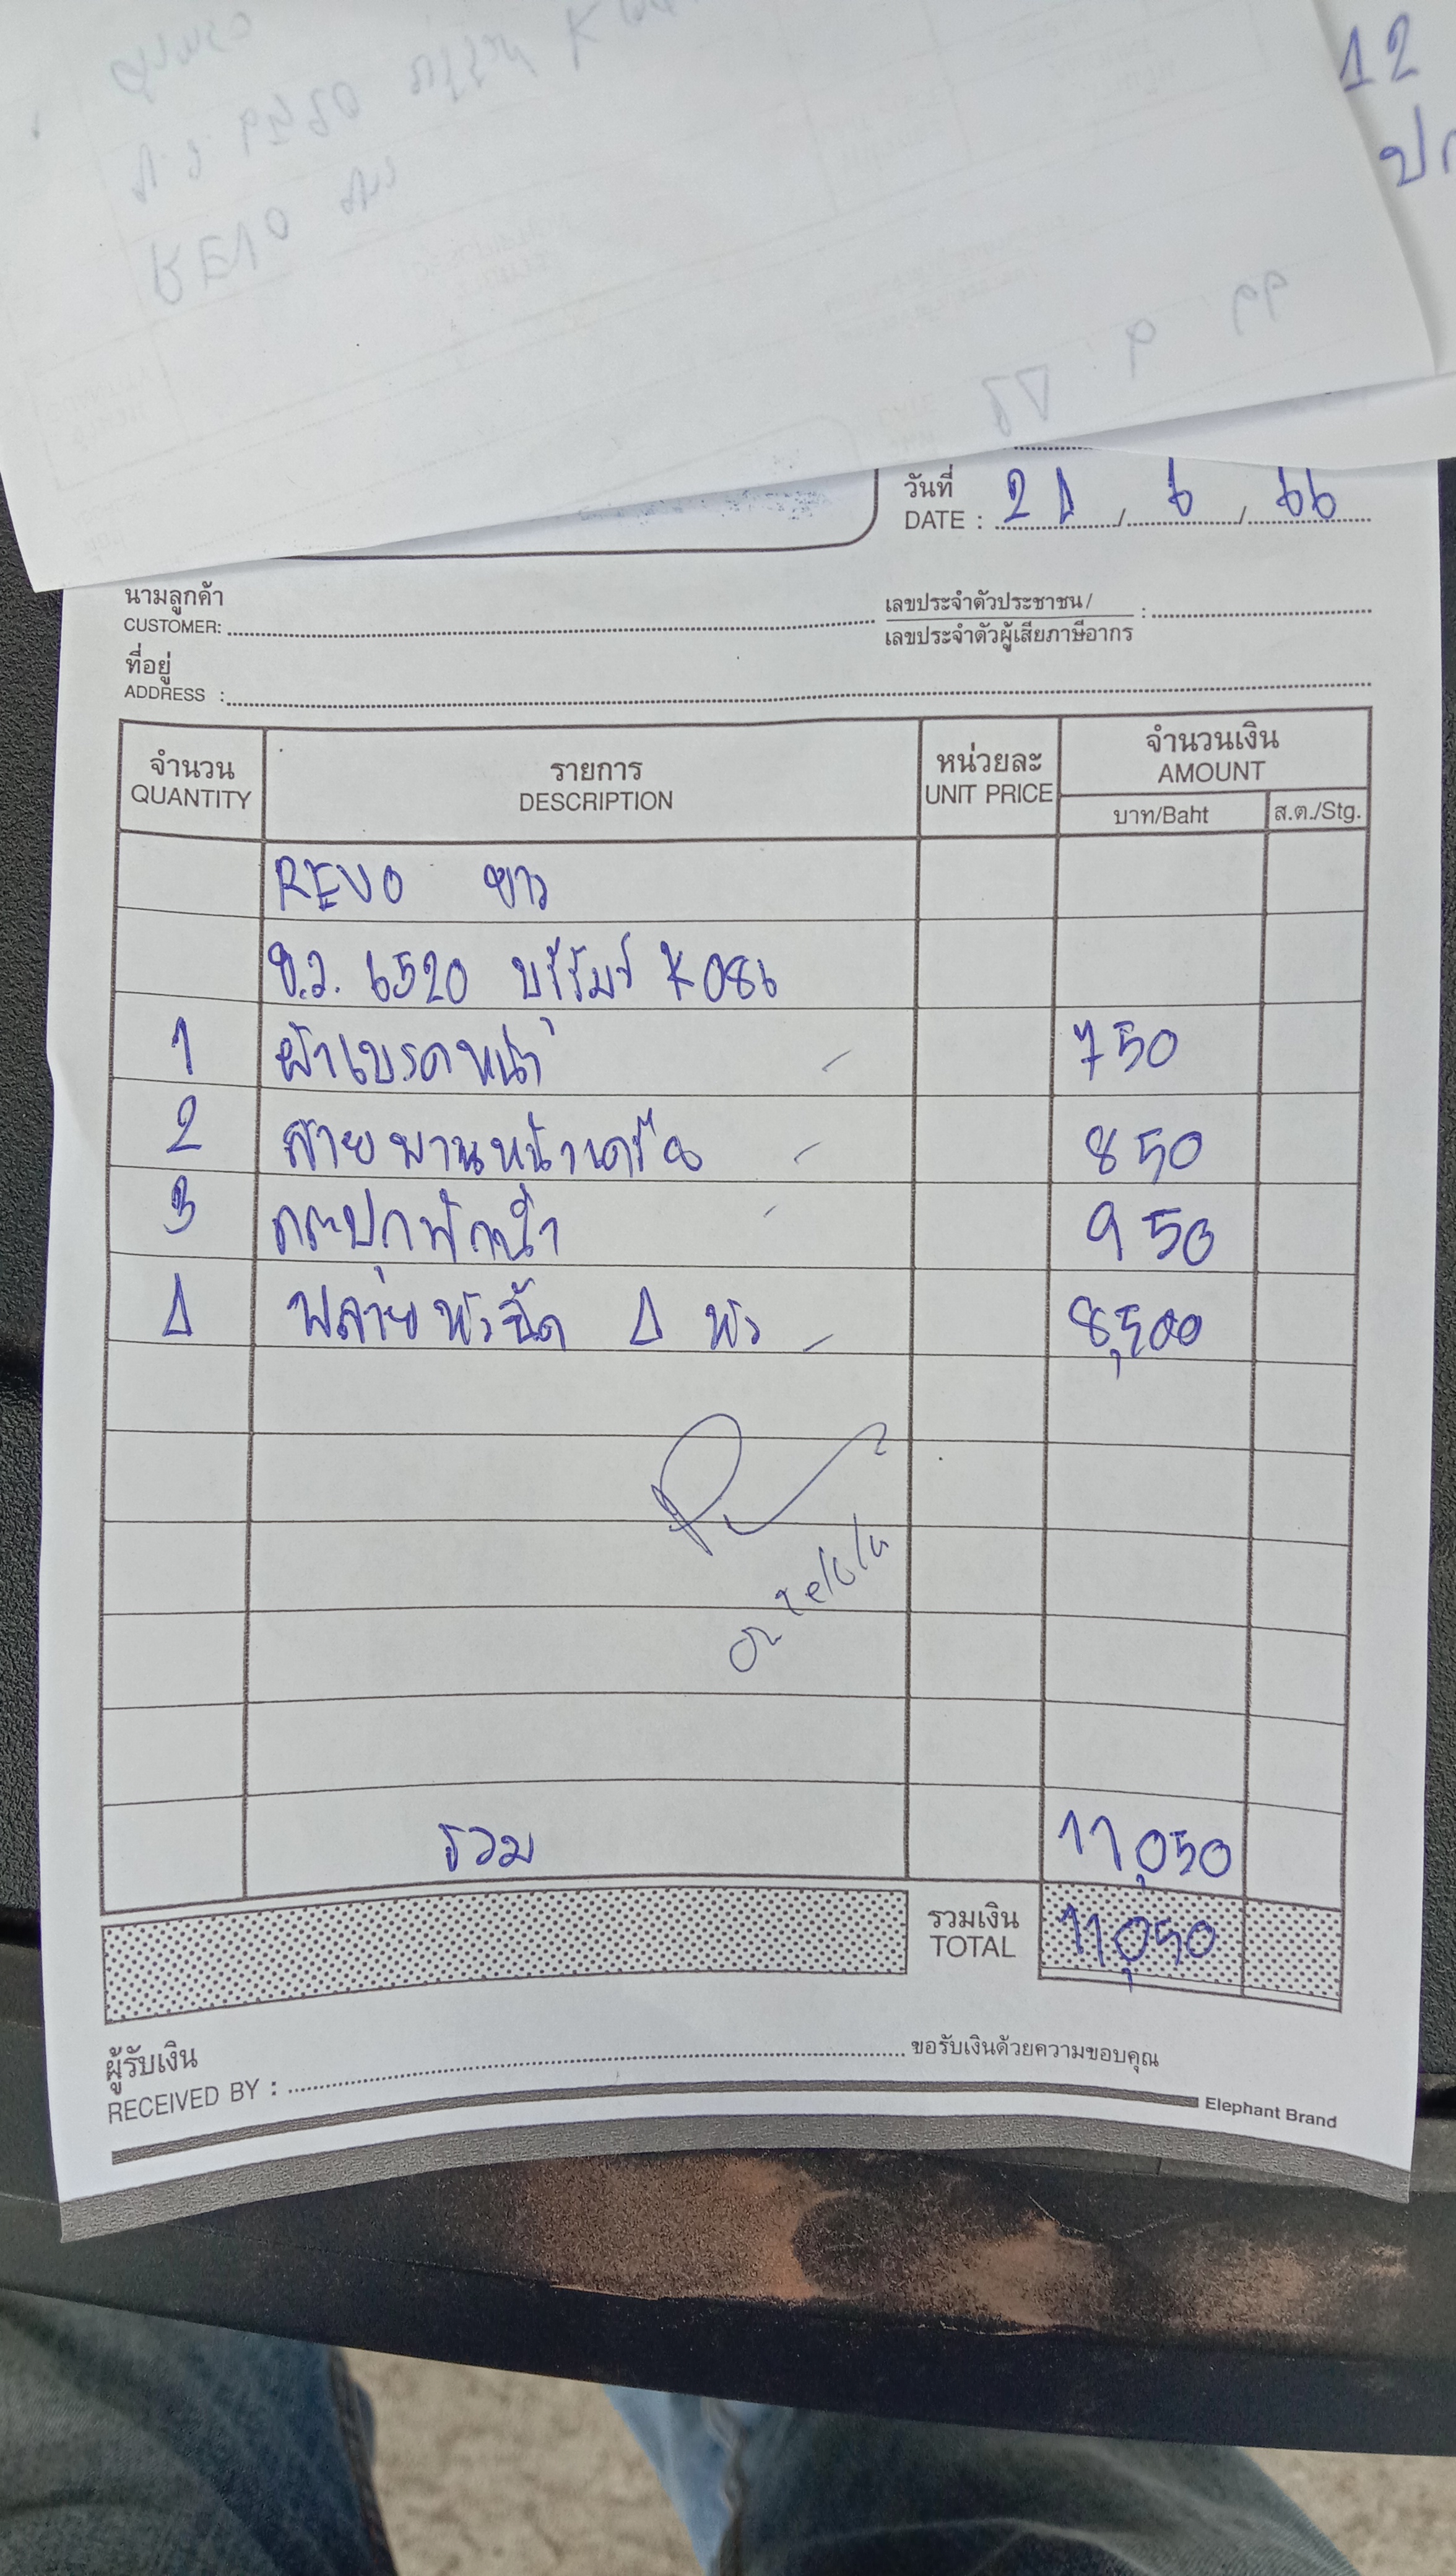 12
วันที่
DATE : 24 / 6 / 66
นามลูกค้า
CUSTOMER:
เลขประจำตัวประชาชน /
เลขประจำตัวผู้เสียภาษีอากร :
ที่อยู่
ADDRESS :
จำนวน QUANTITY
รายการ DESCRIPTION
หน่วยละ UNIT PRICE
จำนวนเงิน AMOUNT
บาท/Baht ส.ต./Stg.
REVO ขาว
6520 บุรีรัมย์ K086
1 ผ้าเบรคหน้า 750
2 สายพานหน้าเครื่อง 850
3 กระปุกพักน้ำ 950
4 หัวฉีด 4 หัว 8,500
รวม 11,050
รวมเงิน TOTAL 11,050
ผู้รับเงิน
RECEIVED BY : ขอรับเงินด้วยความขอบคุณ
Elephant Brand